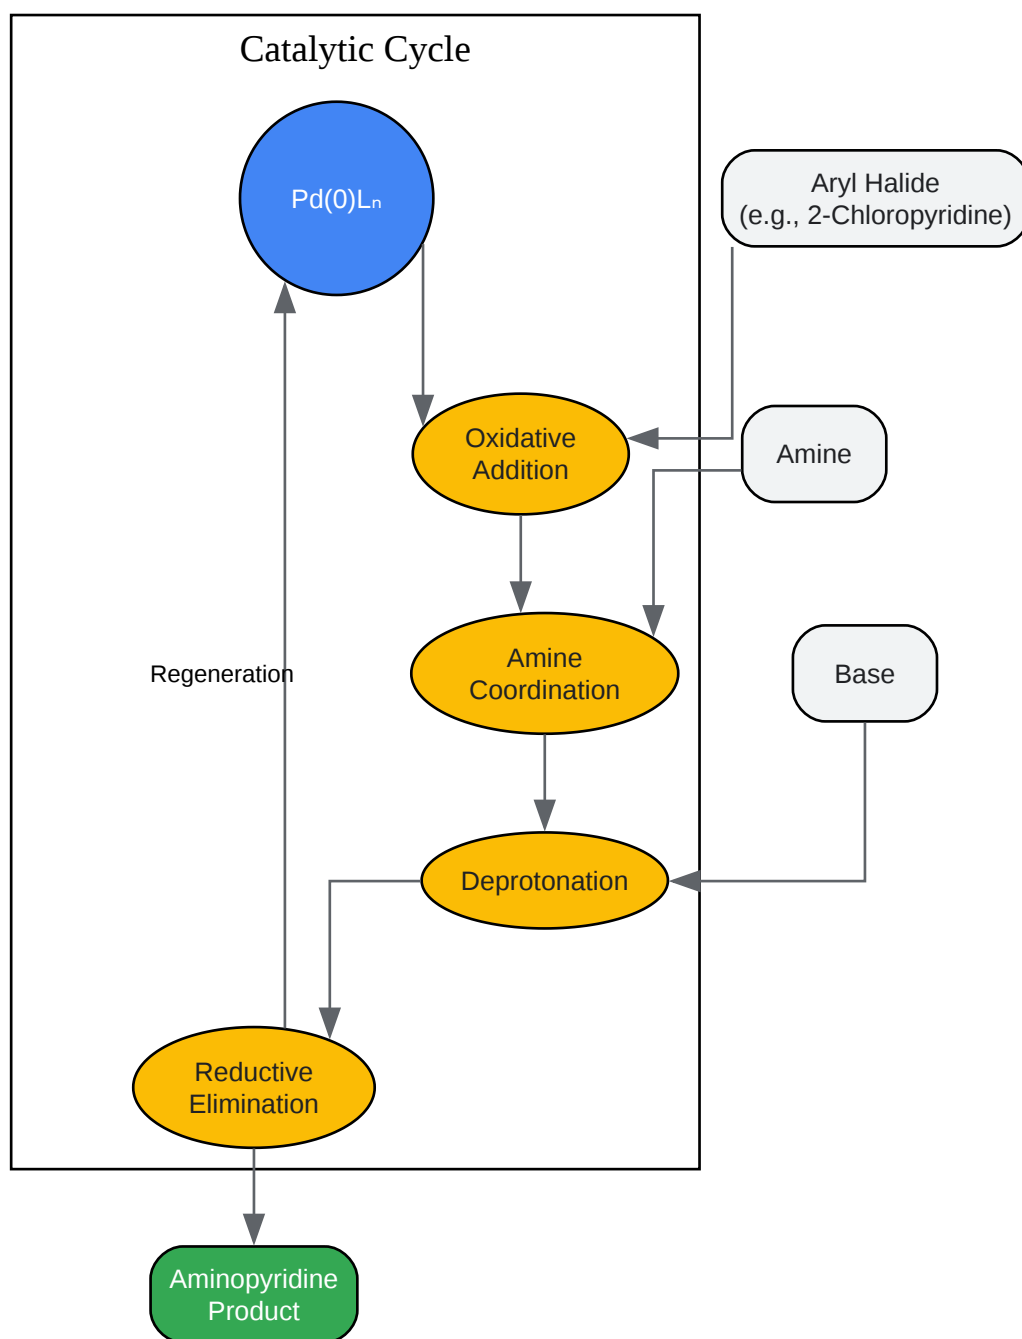 Catalytic Cycle
Pd(0)Lₙ
Aryl Halide
(e.g., 2-Chloropyridine)
Oxidative
Addition
Amine
Amine
Coordination
Regeneration
Base
Deprotonation
Reductive
Elimination
Aminopyridine
Product